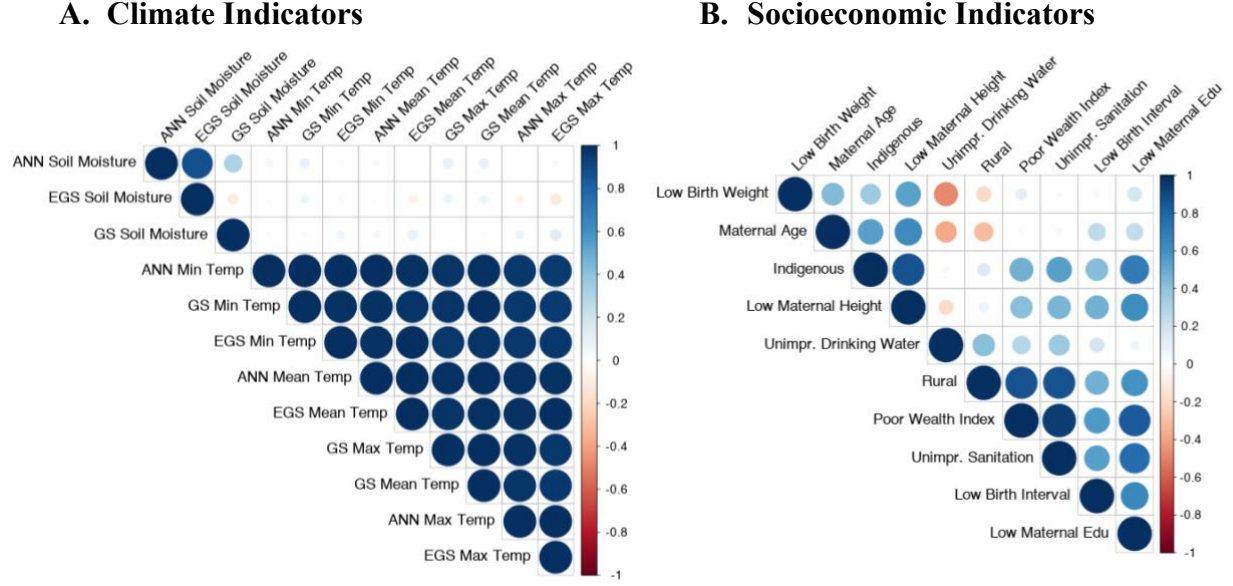 A. Climate Indicators
ANN Soil Moisture
EGS Soil Moisture
GS Soil Moisture
ANN Min Temp
GS Min Temp
EGS Min Temp
ANN Mean Temp
EGS Mean Temp
GS Max Temp
GS Mean Temp
ANN Max Temp
EGS Max Temp
ANN Soil Moisture
EGS Soil Moisture
GS Soil Moisture
ANN Min Temp
GS Min Temp
EGS Min Temp
ANN Mean Temp
EGS Mean Temp
GS Max Temp
GS Mean Temp
ANN Max Temp
EGS Max Temp
1
0.8
0.6
0.4
0.2
0
-0.2
-0.4
-0.6
-0.8
-1
B. Socioeconomic Indicators
Low Birth Weight
Maternal Age
Indigenous
Low Maternal Height
Unimpr. Drinking Water
Rural
Poor Wealth Index
Unimpr. Sanitation
Low Birth Interval
Low Maternal Edu
Low Birth Weight
Maternal Age
Indigenous
Low Maternal Height
Unimpr. Drinking Water
Rural
Poor Wealth Index
Unimpr. Sanitation
Low Birth Interval
Low Maternal Edu
1
0.8
0.6
0.4
0.2
0
-0.2
-0.4
-0.6
-0.8
-1